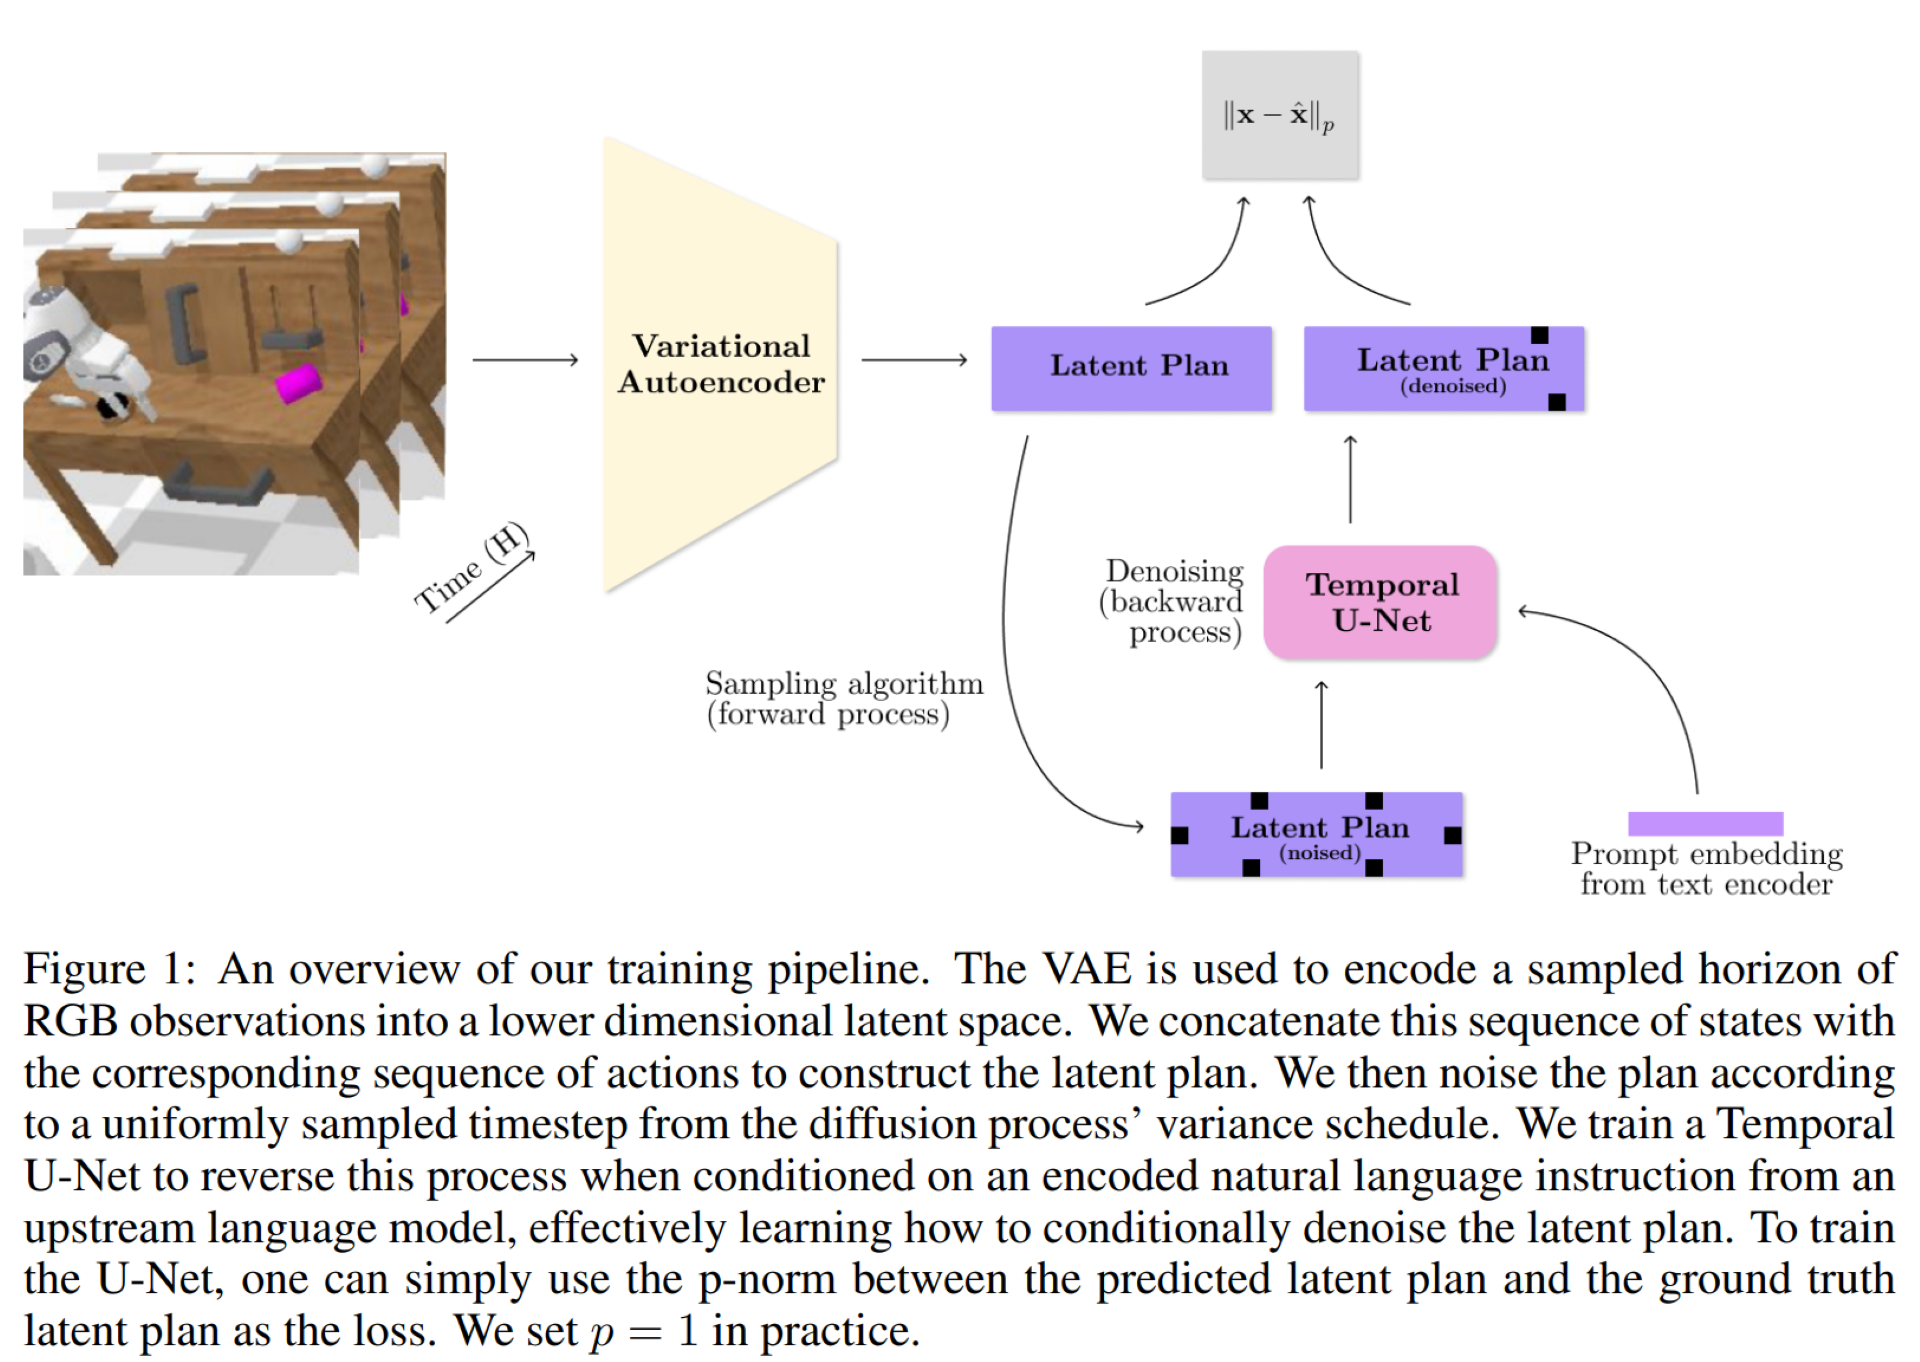 ‖x − x̂‖p
Variational
Autoencoder
Latent Plan
Latent Plan
(denoised)
Time (H)
Denoising
(backward
process)
Temporal
U-Net
Sampling algorithm
(forward process)
Latent Plan
(noised)
Prompt embedding
from text encoder
Figure 1: An overview of our training pipeline. The VAE is used to encode a sampled horizon of
RGB observations into a lower dimensional latent space. We concatenate this sequence of states with
the corresponding sequence of actions to construct the latent plan. We then noise the plan according
to a uniformly sampled timestep from the diffusion process’ variance schedule. We train a Temporal
U-Net to reverse this process when conditioned on an encoded natural language instruction from an
upstream language model, effectively learning how to conditionally denoise the latent plan. To train
the U-Net, one can simply use the p-norm between the predicted latent plan and the ground truth
latent plan as the loss. We set p = 1 in practice.